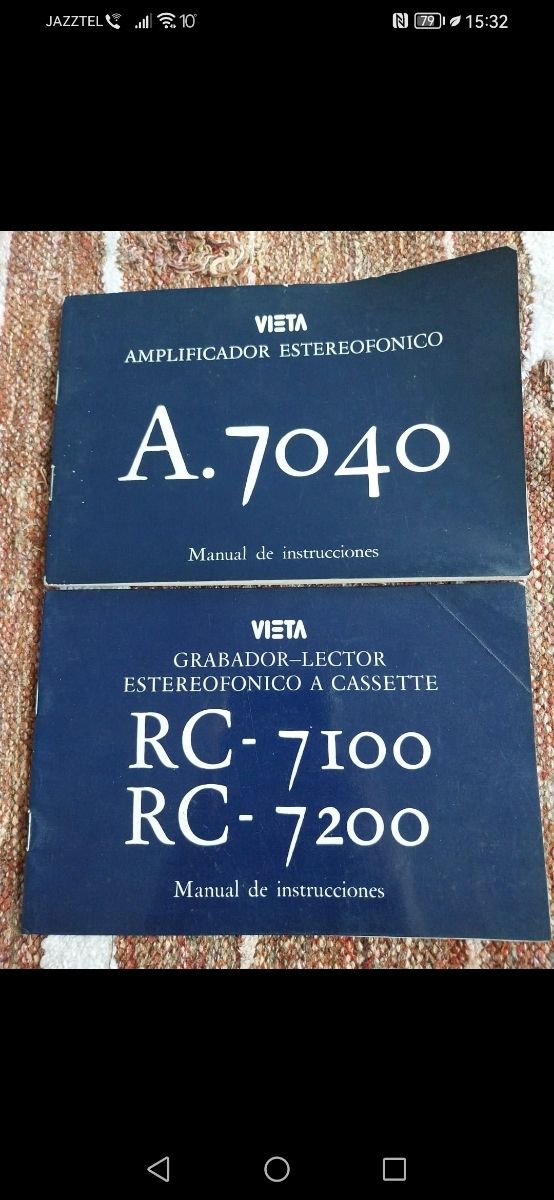 JAZZTEL 10° 79 15:32
VIETA
AMPLIFICADOR ESTEREOFONICO
A.7040
Manual de instrucciones
VIETA
GRABADOR–LECTOR
ESTEREOFONICO A CASSETTE
RC- 7100
RC- 7200
Manual de instrucciones